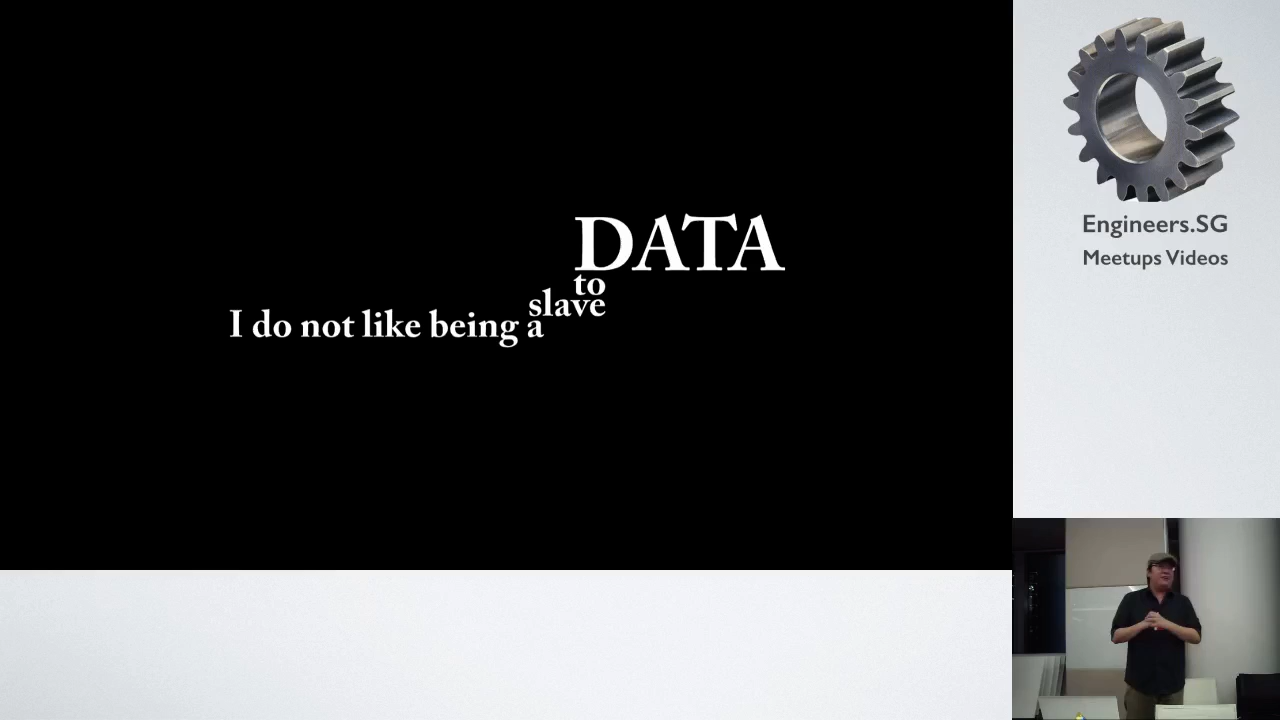 I do not like being a
slave
to
DATA
Engineers.SG
Meetups Videos